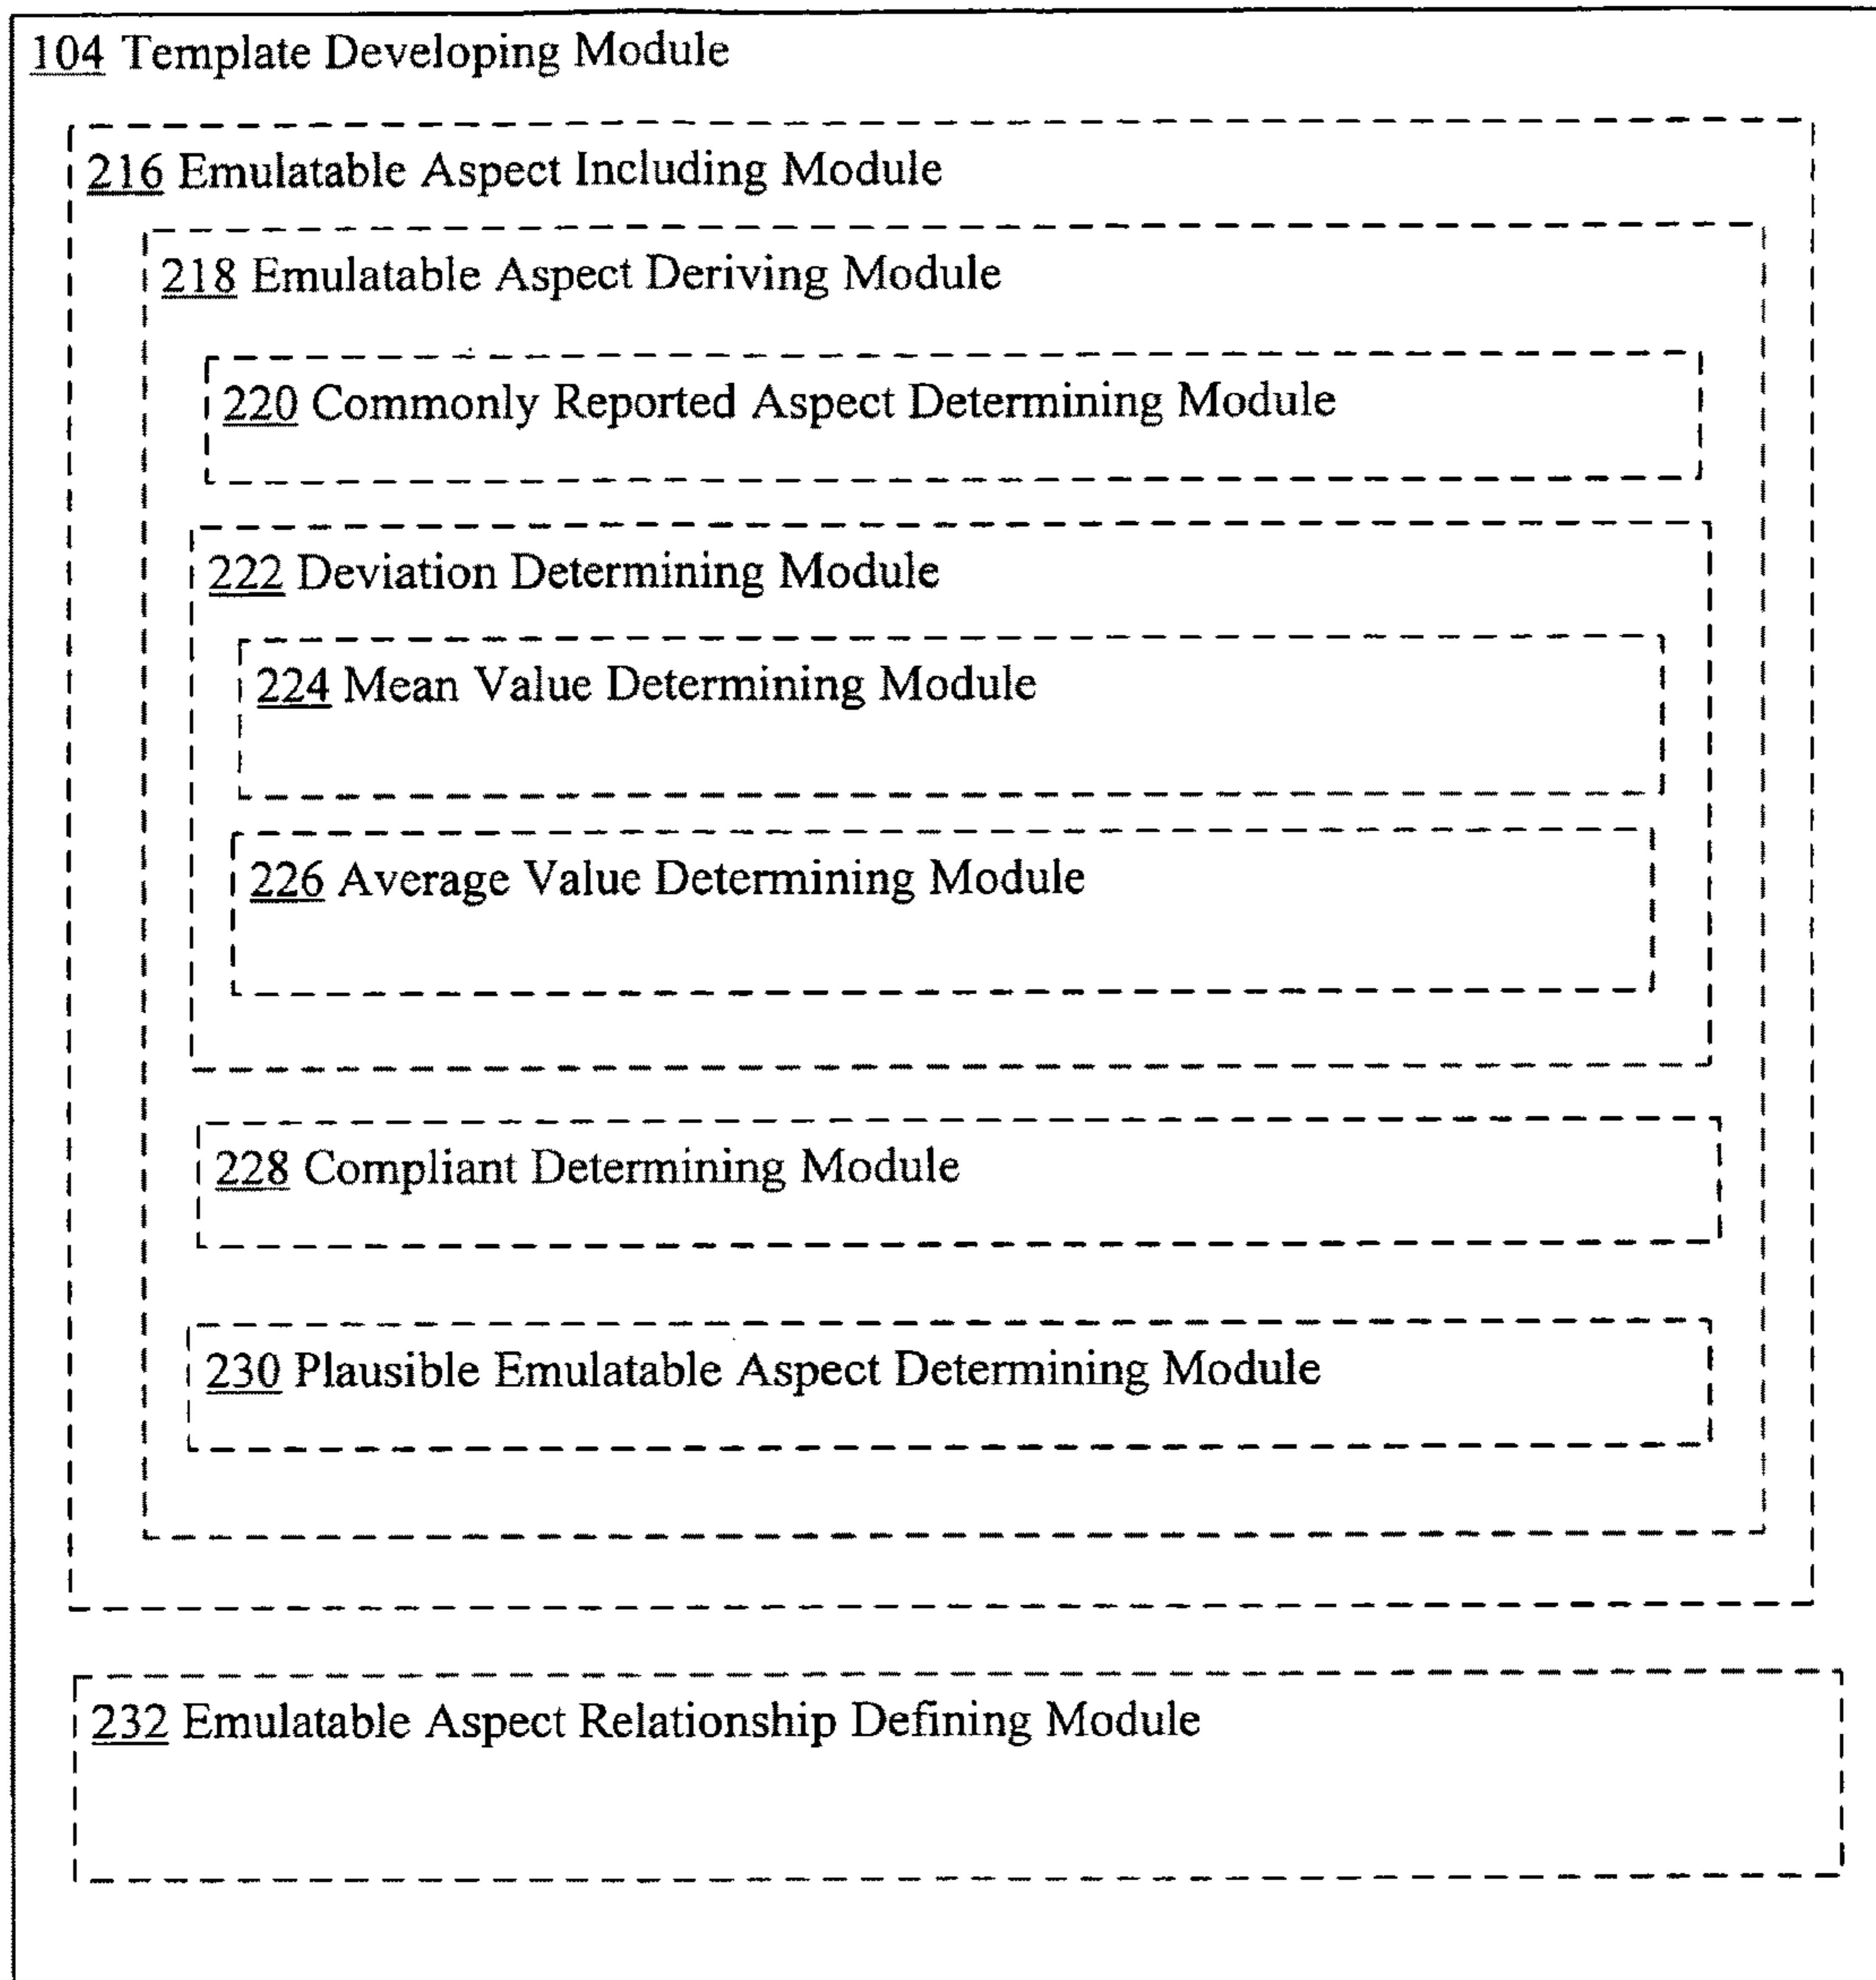 104 Template Developing Module
216 Emulatable Aspect Including Module
218 Emulatable Aspect Deriving Module
220 Commonly Reported Aspect Determining Module
222 Deviation Determining Module
224 Mean Value Determining Module
226 Average Value Determining Module
228 Compliant Determining Module
230 Plausible Emulatable Aspect Determining Module
232 Emulatable Aspect Relationship Defining Module